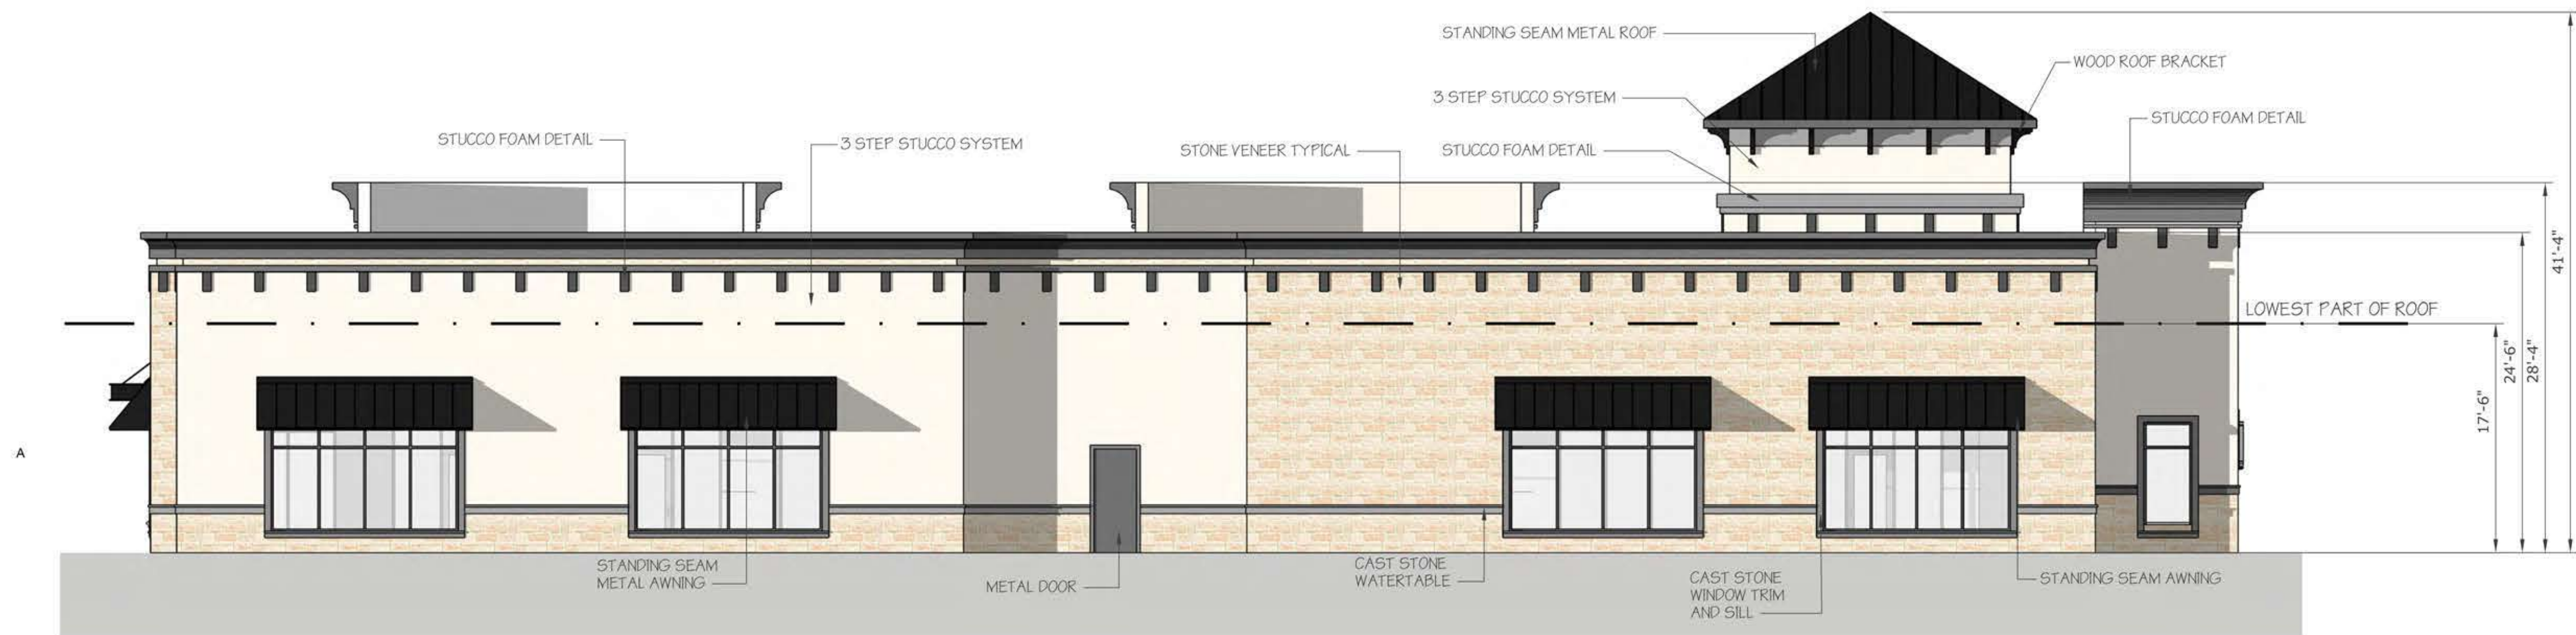 STANDING SEAM METAL ROOF
WOOD ROOF BRACKET
3 STEP STUCCO SYSTEM
STUCCO FOAM DETAIL
STUCCO FOAM DETAIL
3 STEP STUCCO SYSTEM
STONE VENEER TYPICAL
STUCCO FOAM DETAIL
41'-4"
LOWEST PART OF ROOF
24'-6"
28'-4"
17'-6"
A
STANDING SEAM
METAL AWNING
METAL DOOR
CAST STONE
WATERTABLE
CAST STONE
WINDOW TRIM
AND SILL
STANDING SEAM AWNING